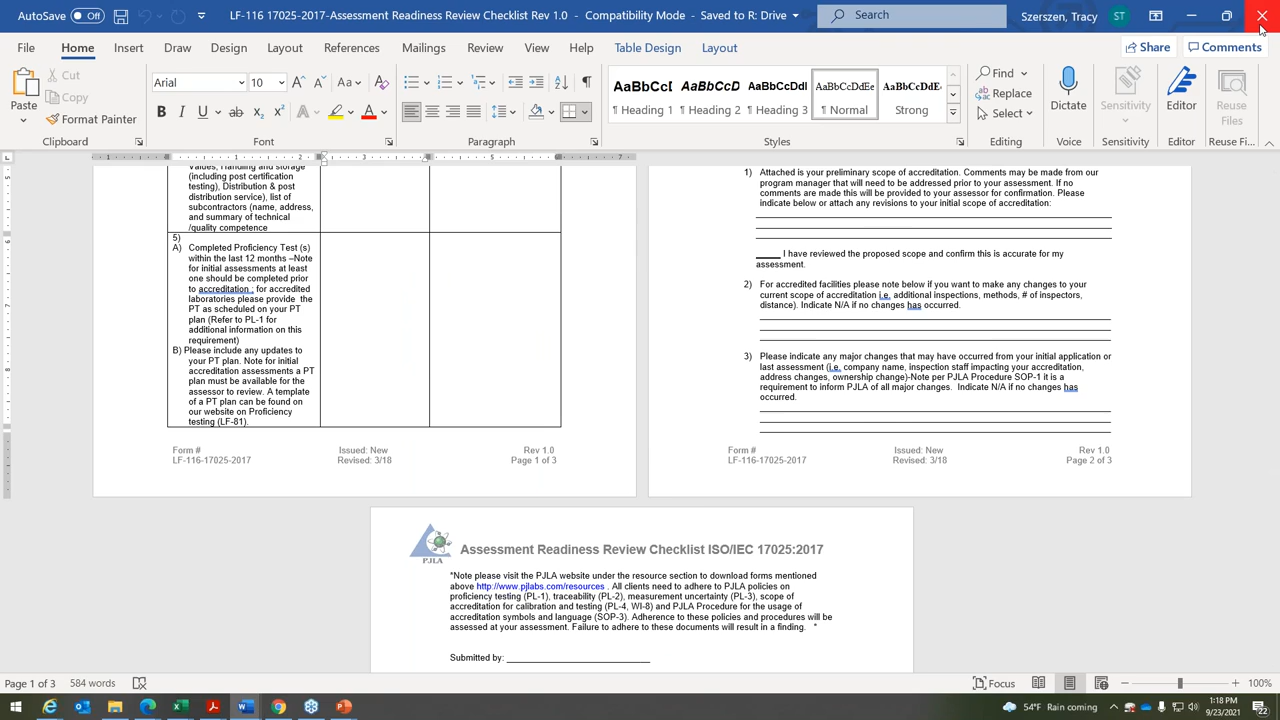 AutoSave Off LF-116 17025-2017-Assessment Readiness Review Checklist Rev 1.0 - Compatibility Mode - Saved to R: Drive Search Szerszen, Tracy ST
File Home Insert Draw Design Layout References Mailings Review View Help Table Design Layout Share Comments
Paste
Cut
Copy
Format Painter
Clipboard
Arial 10
Font
Paragraph
AaBbCcI AaBbCcD AaBbCcDdI AaBbCcDdEe AaBbCcDdE
¶ Heading 1 ¶ Heading 2 ¶ Heading 3 ¶ Normal Strong
Styles
Find
Replace
Select
Editing
Dictate
Voice
Sensitivity
Sensitivity
Editor
Editor
Reuse Files
Reuse Fi...
Values, Handling and storage
(including post certification
testing), Distribution & post
distribution service), list of
subcontractors (name, address,
and summary of technical
/quality competence
5)
A) Completed Proficiency Test (s)
within the last 12 months –Note
for initial assessments at least
one should be completed prior
to accreditation ; for accredited
laboratories please provide the
PT as scheduled on your PT
plan (Refer to PL-1 for
additional information on this
requirement)
B) Please include any updates to
your PT plan. Note for initial
accreditation assessments a PT
plan must be available for the
assessor to review. A template
of a PT plan can be found on
our website on Proficiency
testing (LF-81).
Form # Issued: New Rev 1.0
LF-116-17025-2017 Revised: 3/18 Page 1 of 3
1) Attached is your preliminary scope of accreditation. Comments may be made from our
program manager that will need to be addressed prior to your assessment. If no
comments are made this will be provided to your assessor for confirmation. Please
indicate below or attach any revisions to your initial scope of accreditation:
_____ I have reviewed the proposed scope and confirm this is accurate for my
assessment.
2) For accredited facilities please note below if you want to make any changes to your
current scope of accreditation i.e. additional inspections, methods, # of inspectors,
distance). Indicate N/A if no changes has occurred.
3) Please indicate any major changes that may have occurred from your initial application or
last assessment (i.e. company name, inspection staff impacting your accreditation,
address changes, ownership change)-Note per PJLA Procedure SOP-1 it is a
requirement to inform PJLA of all major changes. Indicate N/A if no changes has
occurred.
Form # Issued: New Rev 1.0
LF-116-17025-2017 Revised: 3/18 Page 2 of 3
PJLA
Assessment Readiness Review Checklist ISO/IEC 17025:2017
*Note please visit the PJLA website under the resource section to download forms mentioned
above http://www.pjlabs.com/resources . All clients need to adhere to PJLA policies on
proficiency testing (PL-1), traceability (PL-2), measurement uncertainty (PL-3), scope of
accreditation for calibration and testing (PL-4, WI-8) and PJLA Procedure for the usage of
accreditation symbols and language (SOP-3). Adherence to these policies and procedures will be
assessed at your assessment. Failure to adhere to these documents will result in a finding. *
Submitted by: ____________________
Page 1 of 3 584 words Focus 100%
54°F Rain coming 1:18 PM
9/23/2021 22